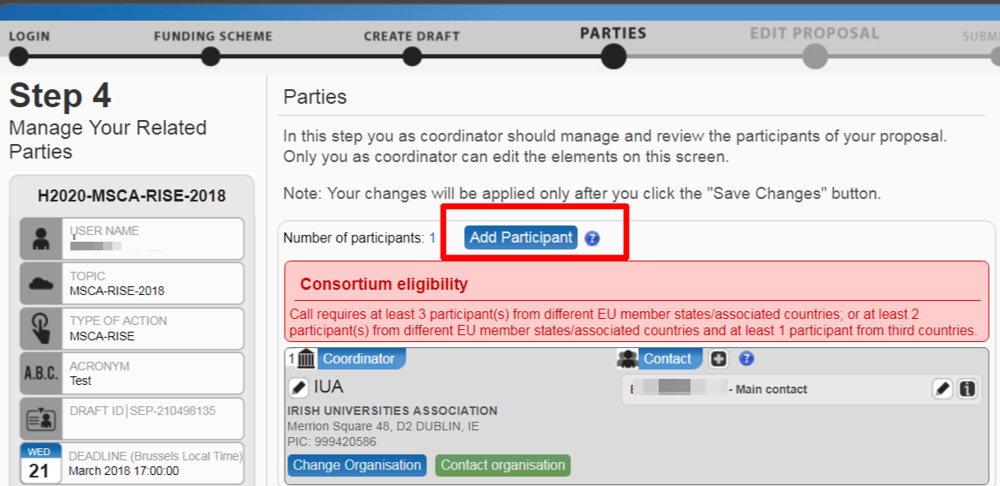 LOGIN
FUNDING SCHEME
CREATE DRAFT
PARTIES
EDIT PROPOSAL
Step 4
Manage Your Related
Parties
H2020-MSCA-RISE-2018
USER NAME
TOPIC
MSCA-RISE-2018
TYPE OF ACTION
MSCA-RISE
A.B.C.
ACRONYM
Test
DRAFT ID|SEP-210498135
WED
21
DEADLINE (Brussels Local Time)
March 2018 17:00:00
Parties
In this step you as coordinator should manage and review the participants of your proposal.
Only you as coordinator can edit the elements on this screen.
Note: Your changes will be applied only after you click the "Save Changes" button.
Number of participants: 1
Add Participant
?
Consortium eligibility
Call requires at least 3 participant(s) from different EU member states/associated countries; or at least 2
participant(s) from different EU member states/associated countries and at least 1 participant from third countries.
1
Coordinator
IUA
IRISH UNIVERSITIES ASSOCIATION
Merrion Square 48, D2 DUBLIN, IE
PIC: 999420586
Change Organisation
Contact organisation
Contact
?
- Main contact